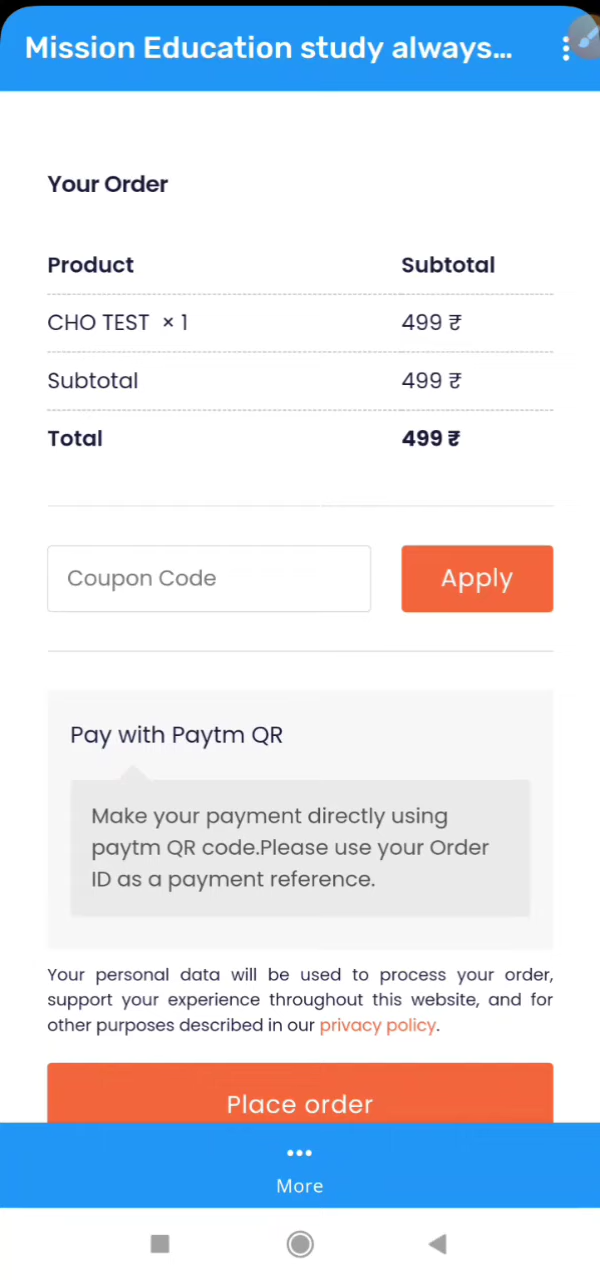 Mission Education study always...
Your Order
Product Subtotal
CHO TEST × 1 499 ₹
Subtotal 499 ₹
Total 499 ₹
Coupon Code Apply
Pay with Paytm QR
Make your payment directly using
paytm QR code.Please use your Order
ID as a payment reference.
Your personal data will be used to process your order,
support your experience throughout this website, and for
other purposes described in our privacy policy.
Place order
More